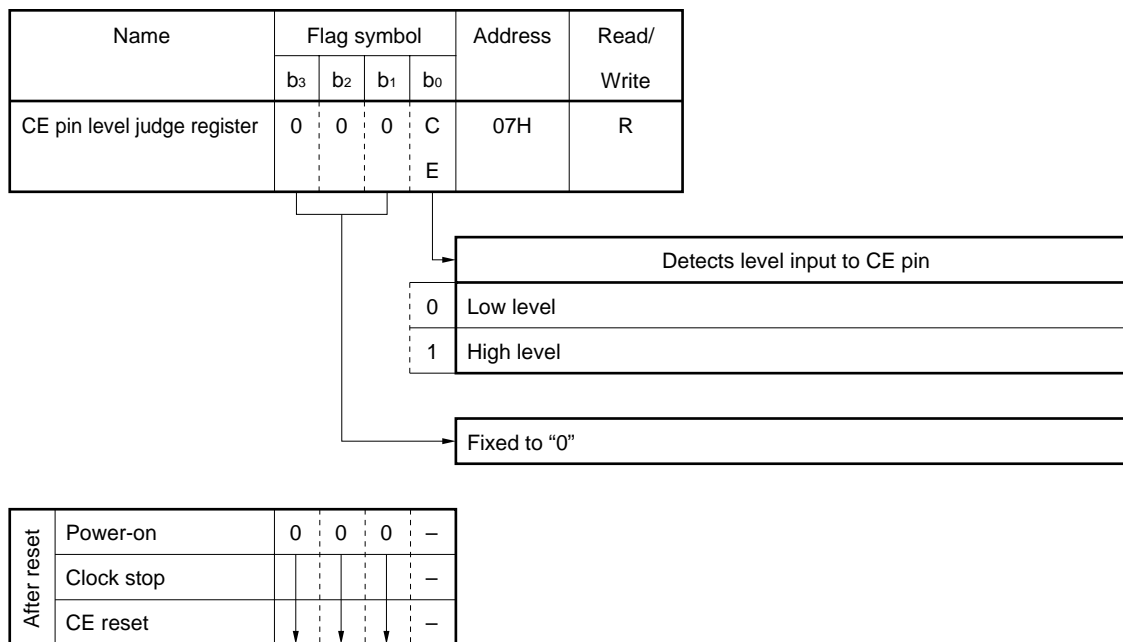 Name Flag symbol Address Read/
b3 b2 b1 b0 Write
CE pin level judge register 0 0 0 C 07H R
E
Detects level input to CE pin
0 Low level
1 High level
Fixed to “0”
After reset
Power-on 0 0 0 –
Clock stop –
CE reset –